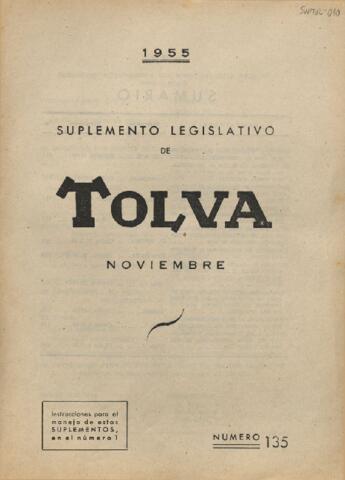 1955
SUPLEMENTO LEGISLATIVO
DE
TOLVA
NOVIEMBRE
Instrucciones para el
manejo de estos
SUPLEMENTOS,
en el número 1
NUMERO 135